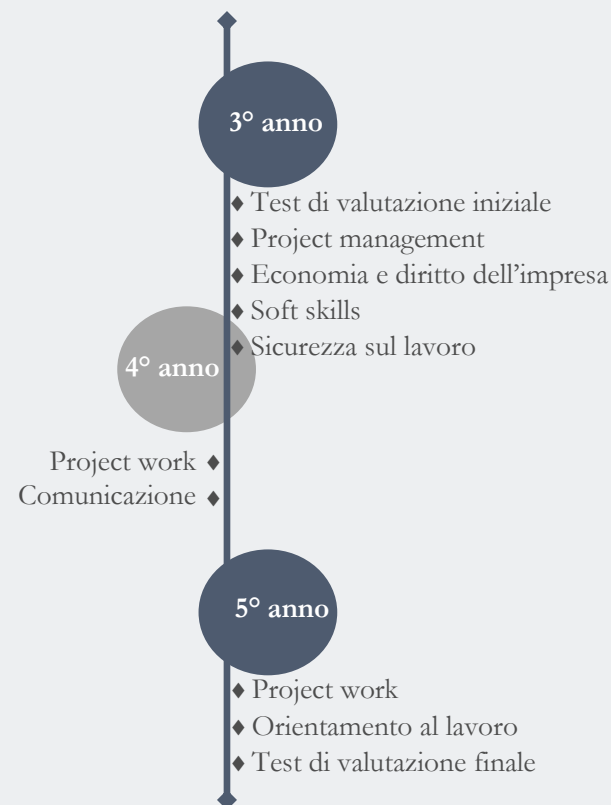 3° anno
♦ Test di valutazione iniziale
♦ Project management
♦ Economia e diritto dell’impresa
♦ Soft skills
♦ Sicurezza sul lavoro
4° anno
Project work ♦
Comunicazione ♦
5° anno
♦ Project work
♦ Orientamento al lavoro
♦ Test di valutazione finale